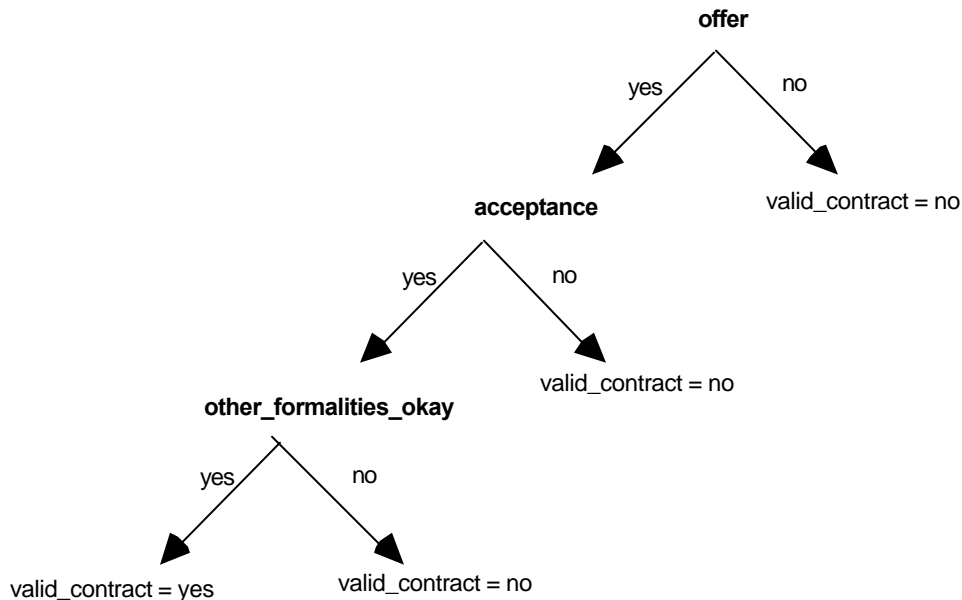 offer
yes
no
acceptance
valid_contract = no
yes
no
other_formalities_okay
valid_contract = no
yes
no
valid_contract = yes
valid_contract = no